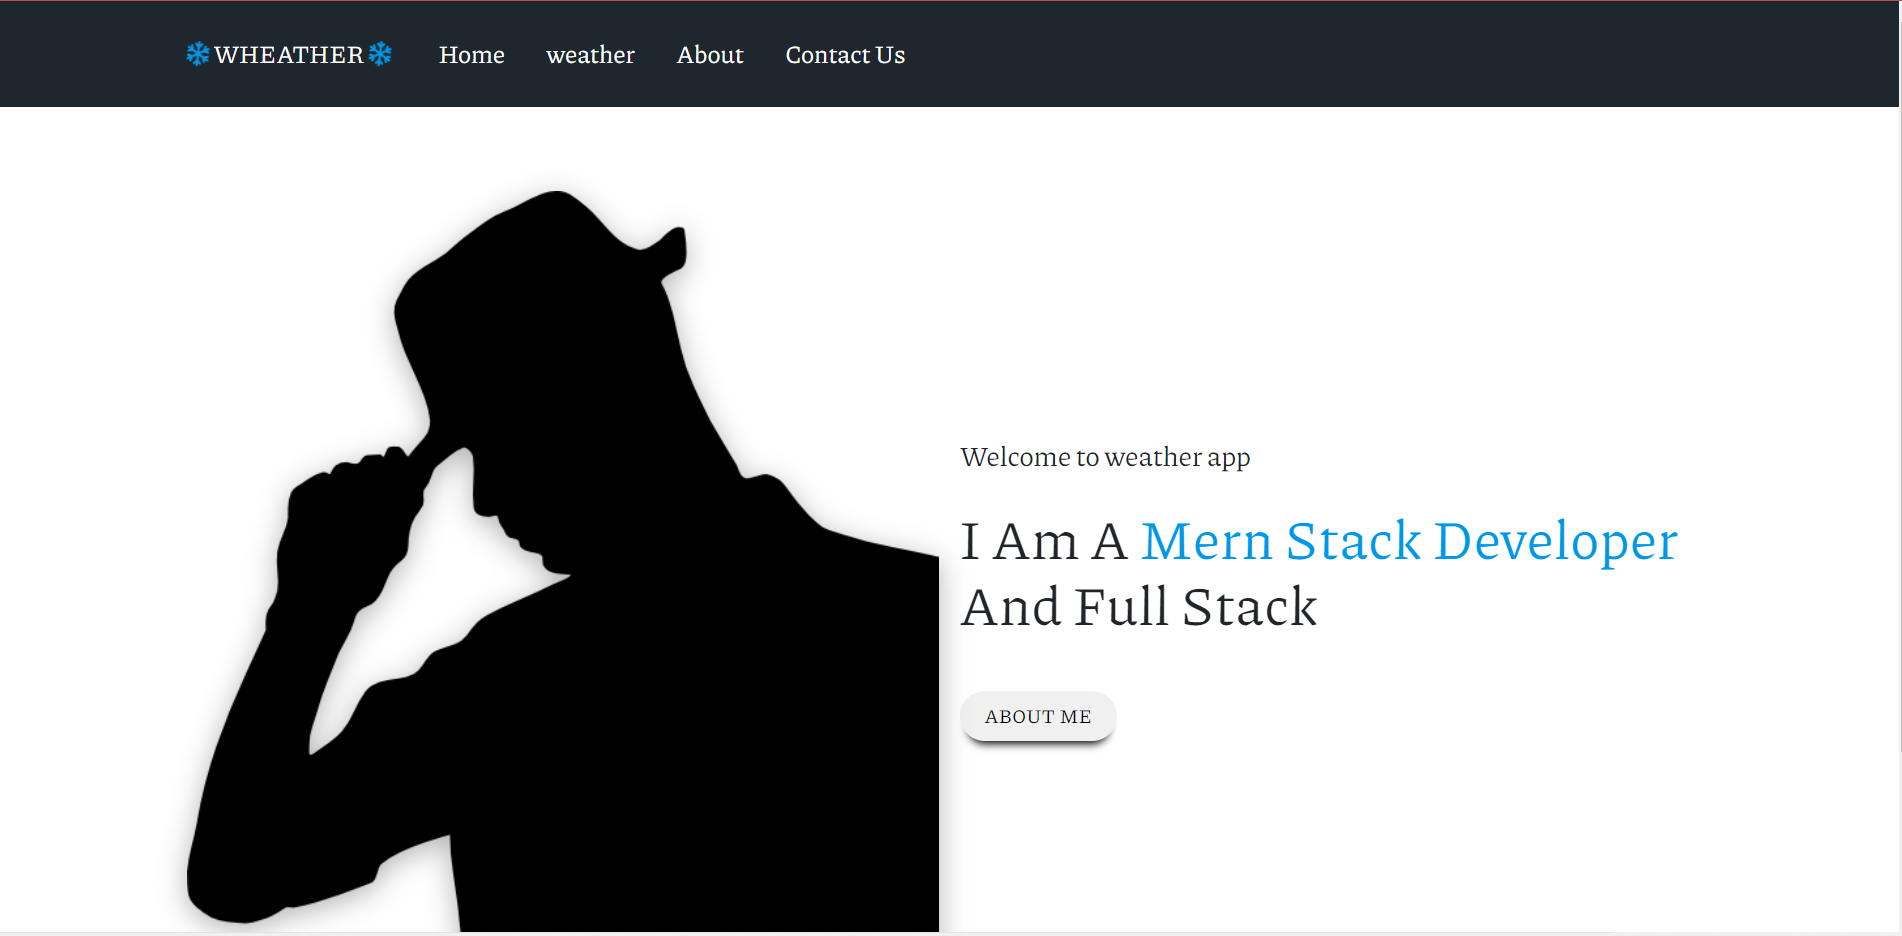 ❄WHEATHER❄ Home weather About Contact Us
Welcome to weather app
I Am A Mern Stack Developer
And Full Stack
ABOUT ME